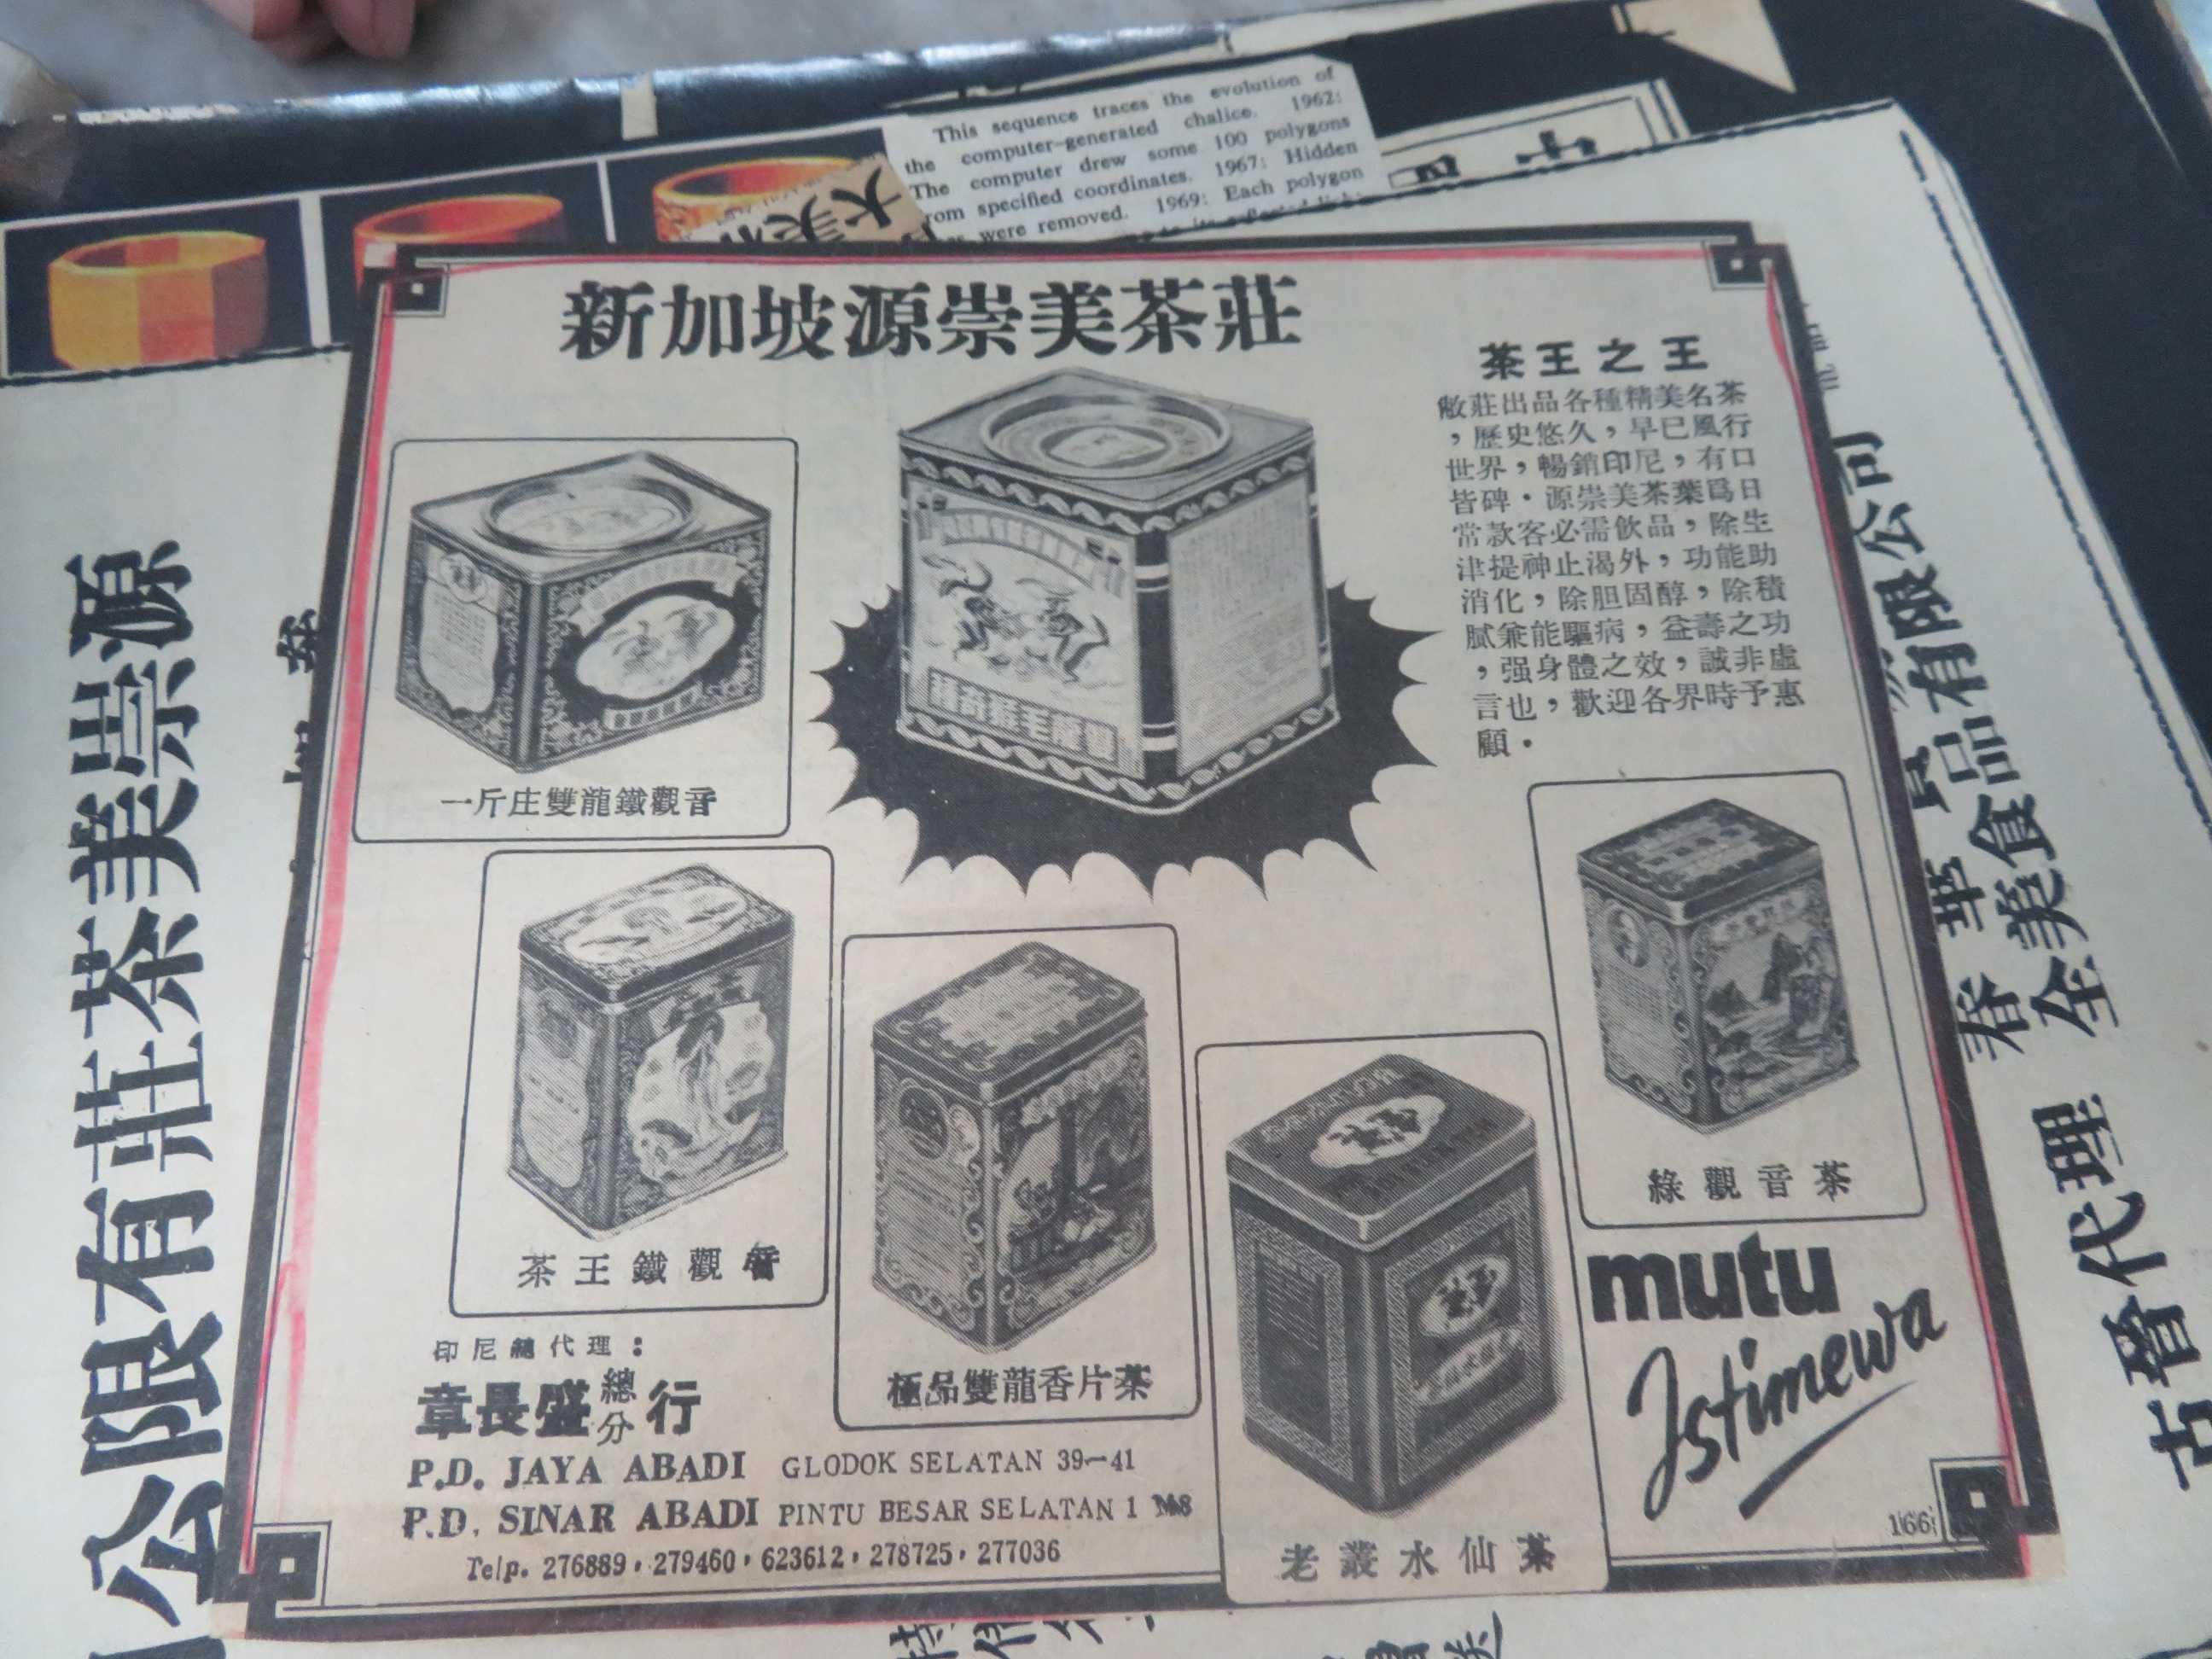 This sequence traces the evolution of
the computer-generated chalice. 1962:
The computer drew some 100 polygons
from specified coordinates. 1967: Hidden
were removed. 1969: Each polygon
新加坡源崇美茶莊
茶王之王
敝莊出品各種精美名茶
，歷史悠久，早已風行
世界，暢銷印尼，有口
皆碑・源崇美茶葉爲日
常款客必需飲品，除生
津提神止渴外，功能助
消化，除胆固醇，除積
膩兼能驅病，益壽之功
，强身體之效，誠非虛
言也，歡迎各界時予惠
顧・
一斤庄雙龍鐵觀音
茶王鐵觀音
極品雙龍香片茶
老叢水仙茶
綠觀音茶
mutu
Istimewa
印尼總代理：
章長盛總分行
P.D. JAYA ABADI GLODOK SELATAN 39-41
P.D. SINAR ABADI PINTU BESAR SELATAN 1 M8
Telp. 276889, 279460, 623612, 278725, 277036
166
源崇美茶莊有限公
有限公司
全美食品
古晉代理